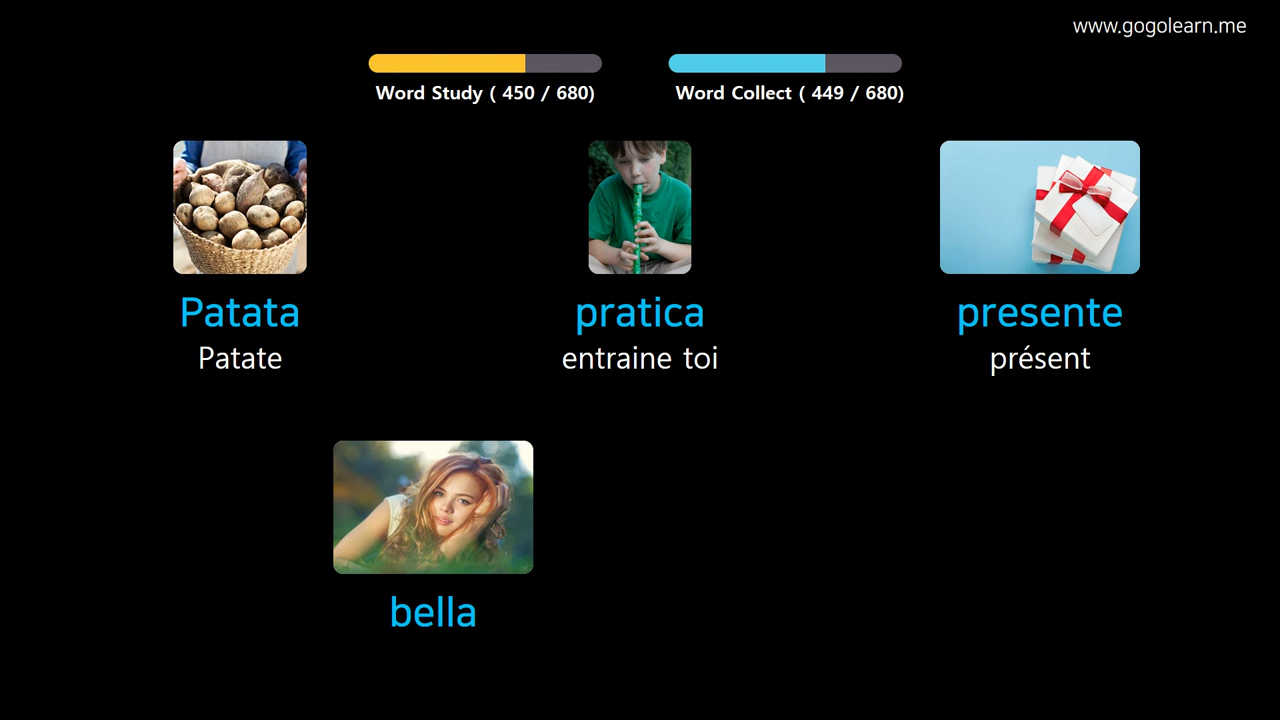 www.gogolearn.me
Word Study ( 450 / 680)
Word Collect ( 449 / 680)
Patata
pratica
presente
Patate
entraine toi
présent
bella